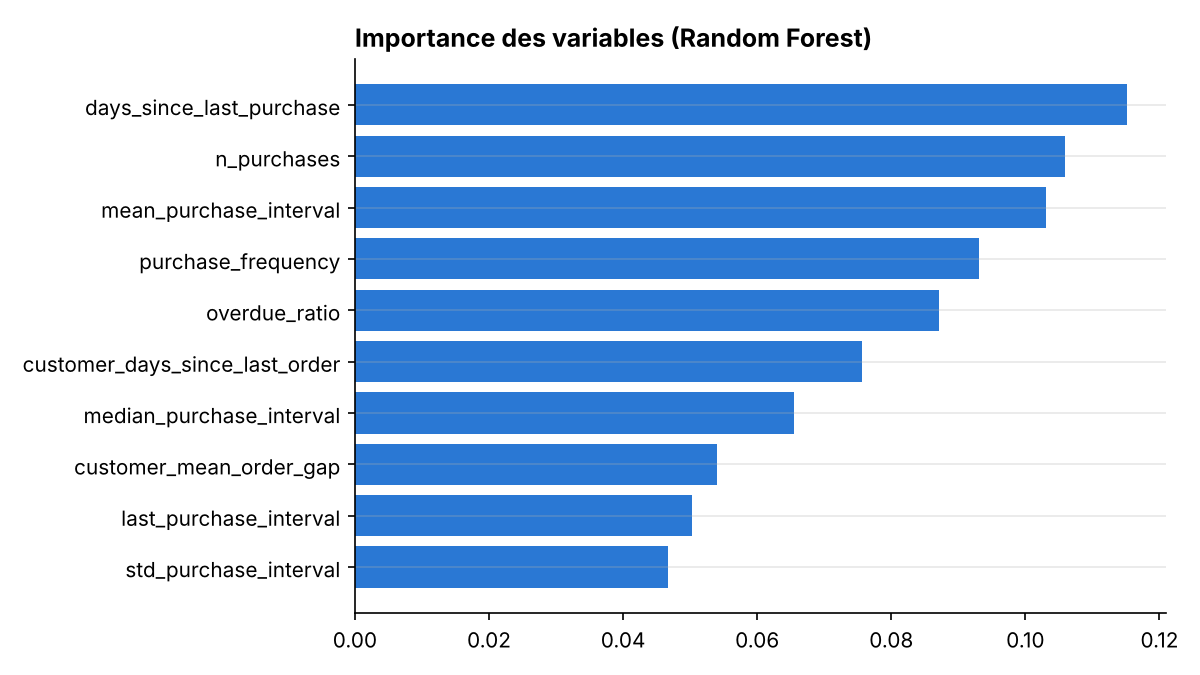 Importance des variables (Random Forest)
days_since_last_purchase
n_purchases
mean_purchase_interval
purchase_frequency
overdue_ratio
customer_days_since_last_order
median_purchase_interval
customer_mean_order_gap
last_purchase_interval
std_purchase_interval
0.00 0.02 0.04 0.06 0.08 0.10 0.12